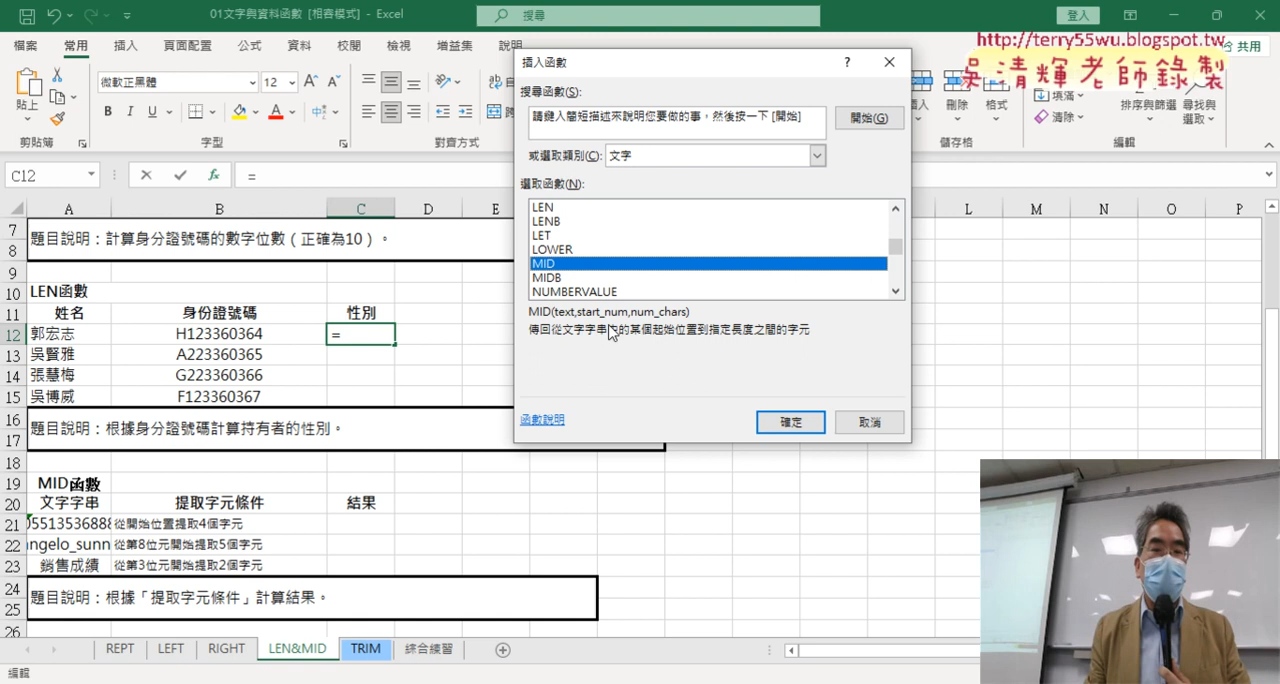 01文字與資料函數 [相容模式] - Excel
搜尋
登入
檔案 常用 插入 頁面配置 公式 資料 校閱 檢視 增益集 說明
共用
http://terry55wu.blogspot.tw
吳清輝老師錄製
貼上
微軟正黑體 12
B I U
刪除 格式
填滿
清除
排序與篩選 尋找與
選取
剪貼簿 字型 對齊方式 儲存格 編輯
C12 fx =
A B C D E L M N O P
7 題目說明：計算身分證號碼的數字位數（正確為10）。
8
9
10 LEN函數
11 姓名 身份證號碼 性別
12 郭宏志 H123360364 =
13 吳賢雅 A223360365
14 張慧梅 G223360366
15 吳博威 F123360367
16 題目說明：根據身分證號碼計算持有者的性別。
17
18
19 MID函數
20 文字字串 提取字元條件 結果
21 0551353688 從開始位置提取4個字元
22 angelo_sunn 從第8位元開始提取5個字元
23 銷售成績 從第3位元開始提取2個字元
24 題目說明：根據「提取字元條件」計算結果。
25
26
插入函數 ?
搜尋函數(S):
請鍵入簡短描述來說明您要做的事，然後按一下 [開始]
開始(G)
或選取類別(C): 文字
選取函數(N):
LEN
LENB
LET
LOWER
MID
MIDB
NUMBERVALUE
MID(text,start_num,num_chars)
傳回從文字字串中的某個起始位置到指定長度之間的字元
函數說明
確定 取消
REPT LEFT RIGHT LEN&MID TRIM 綜合練習
編輯